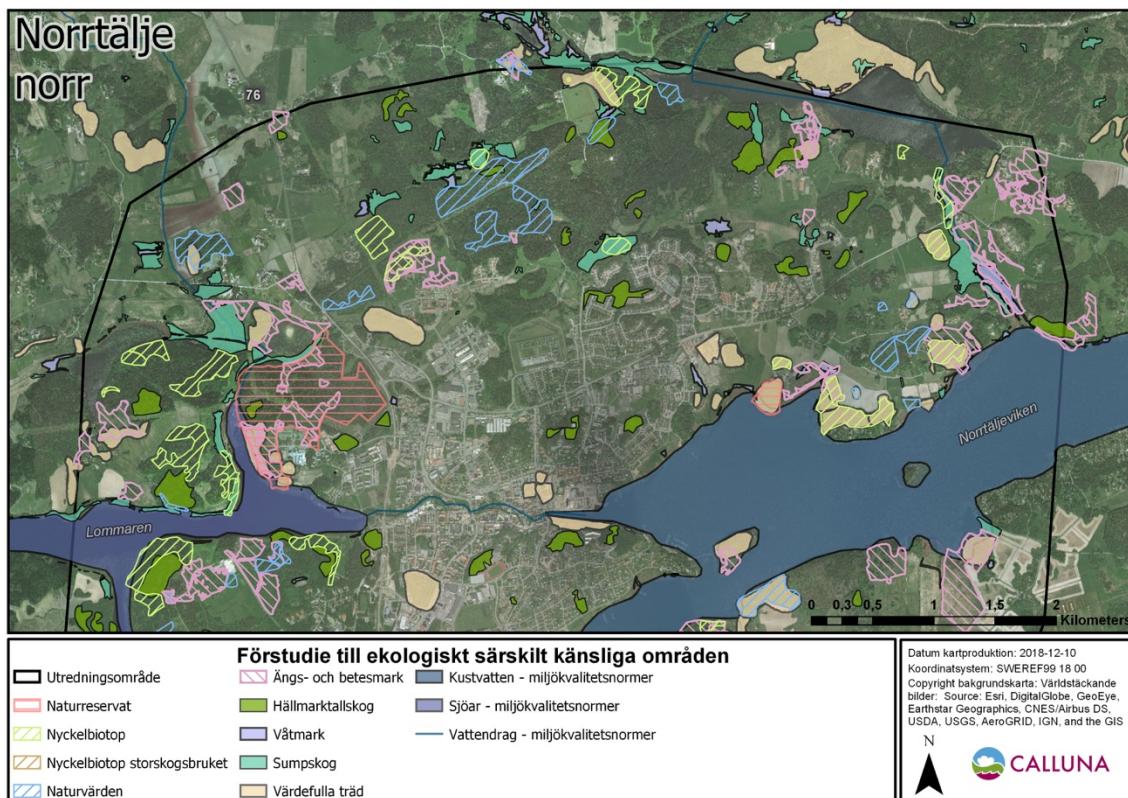 Norrtälje
norr
76
Lommaren
Norrtäljeviken
0 0,3 0,5 1 1,5 2
Kilometers
Förstudie till ekologiskt särskilt känsliga områden
Utredningsområde
Naturreservat
Nyckelbiotop
Nyckelbiotop storskogsbruket
Naturvärden
Ängs- och betesmark
Hällmarktallskog
Våtmark
Sumpskog
Värdefulla träd
Kustvatten - miljökvalitetsnormer
Sjöar - miljökvalitetsnormer
Vattendrag - miljökvalitetsnormer
Datum kartproduktion: 2018-12-10
Koordinatsystem: SWEREF99 18 00
Copyright bakgrundskarta: Världstäckande
bilder: Source: Esri, DigitalGlobe, GeoEye,
Earthstar Geographics, CNES/Airbus DS,
USDA, USGS, AeroGRID, IGN, and the GIS
N
CALLUNA